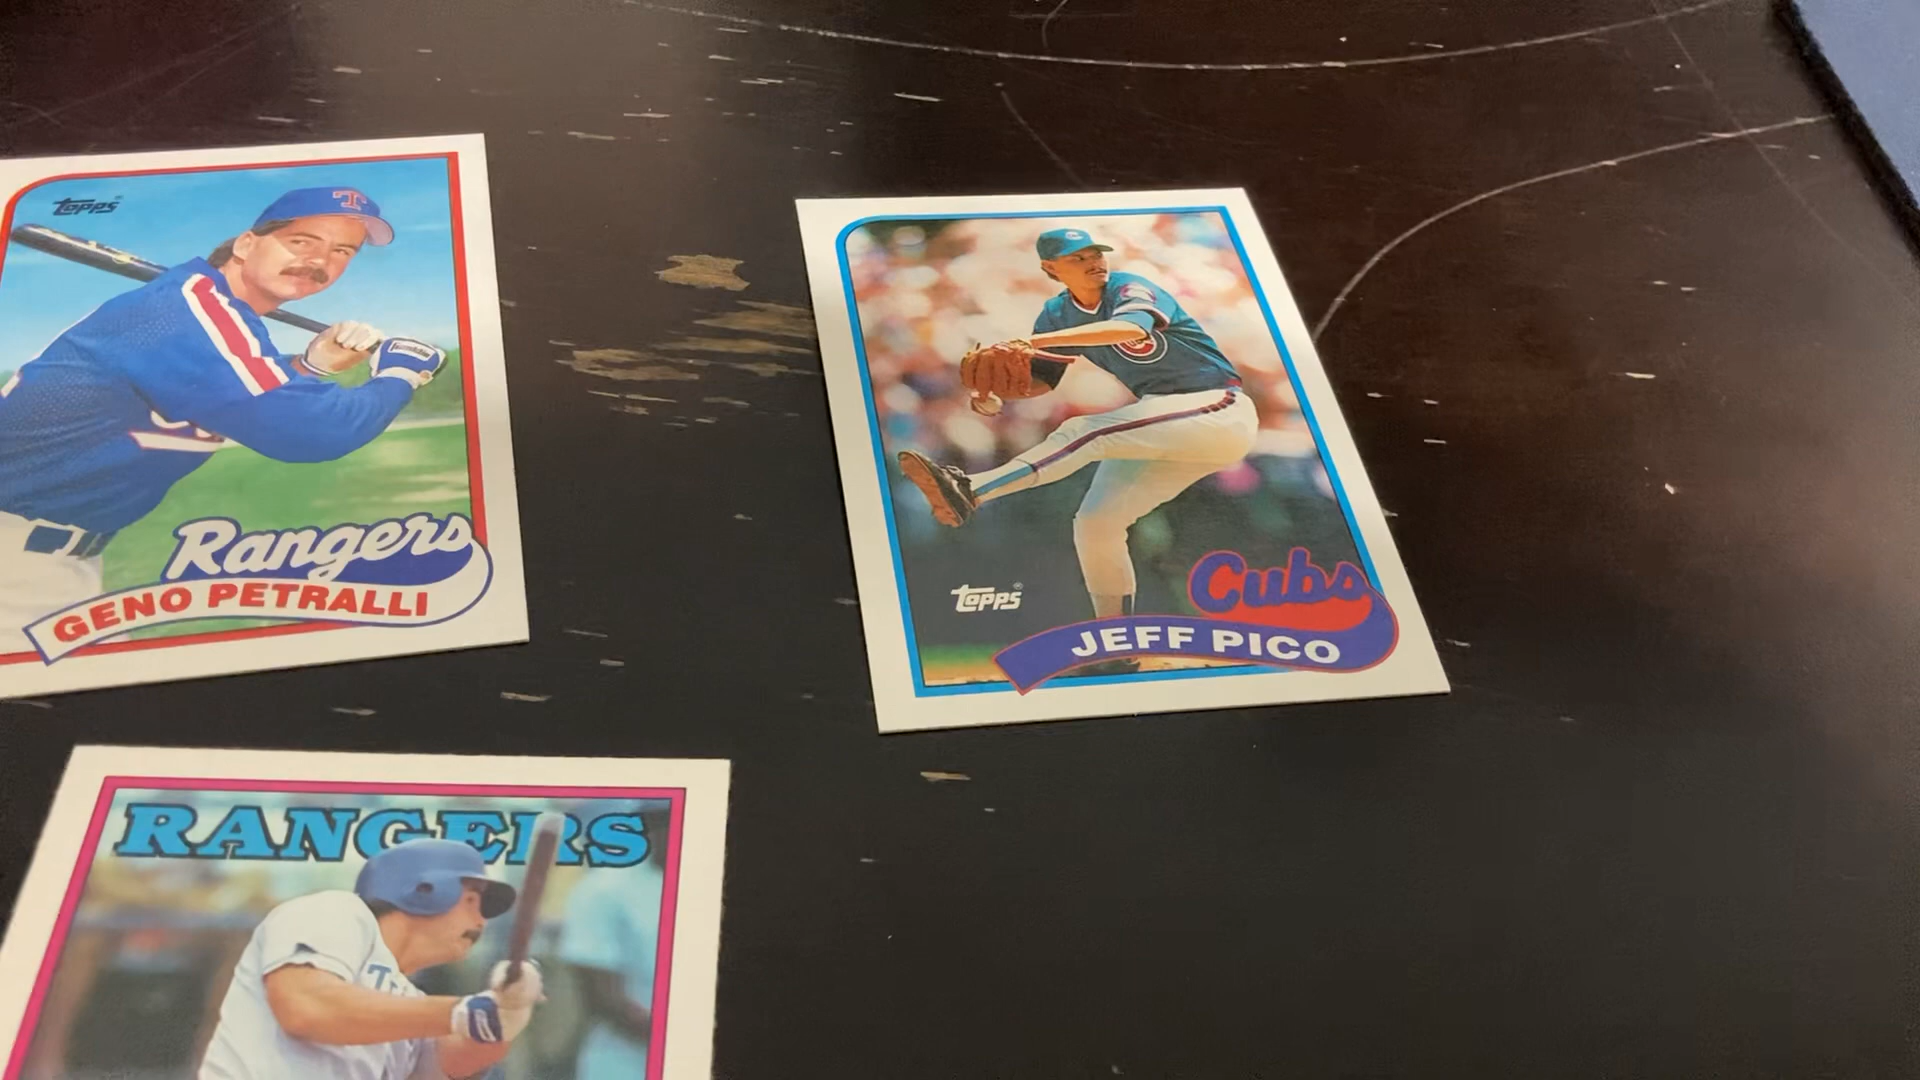 topps
Rangers
GENO PETRALLI
topps
Cubs
JEFF PICO
RANGERS